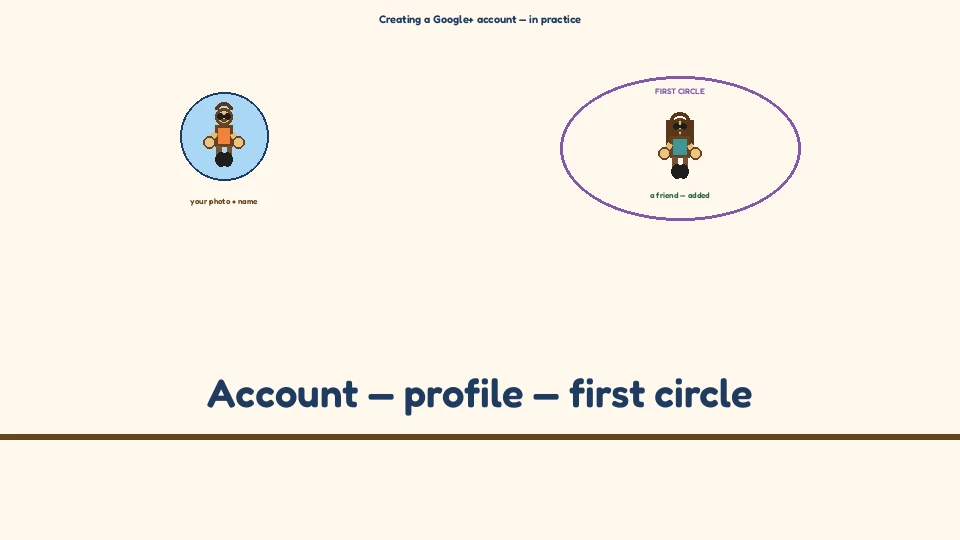 Creating a Google+ account — in practice
FIRST CIRCLE
a friend — added
your photo + name
Account — profile — first circle